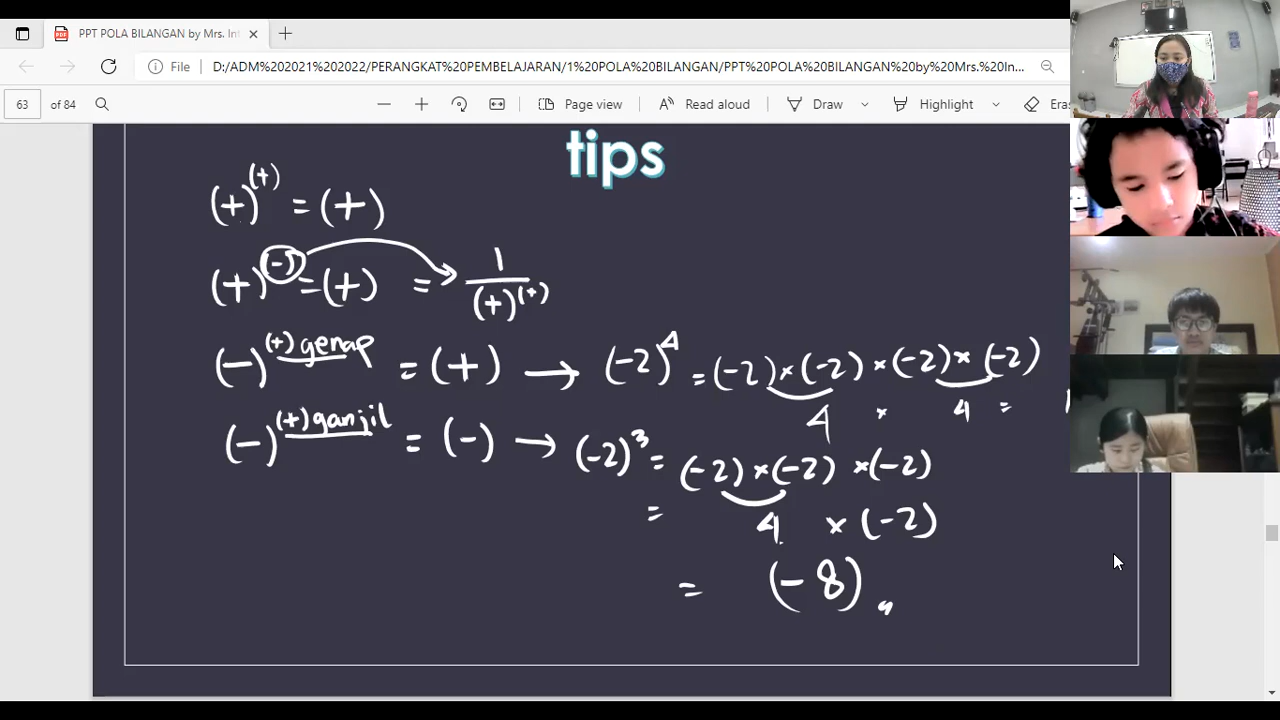 PPT POLA BILANGAN by Mrs. Int
File D:/ADM%202021%202022/PERANGKAT%20PEMBELAJARAN/1%20POLA%20BILANGAN/PPT%20POLA%20BILANGAN%20by%20Mrs.%20In...
63 of 84 Page view Read aloud Draw Highlight Eras
tips
(+)^(+) = (+)
(+)^(-) = (+) = 1/(+)^(+)
(-)^(+) genap = (+) → (-2)^4 = (-2) × (-2) × (-2) × (-2)
4 × 4 =
(-)^(+) ganjil = (-) → (-2)^3 = (-2) × (-2) × (-2)
= 4 × (-2)
= (-8)